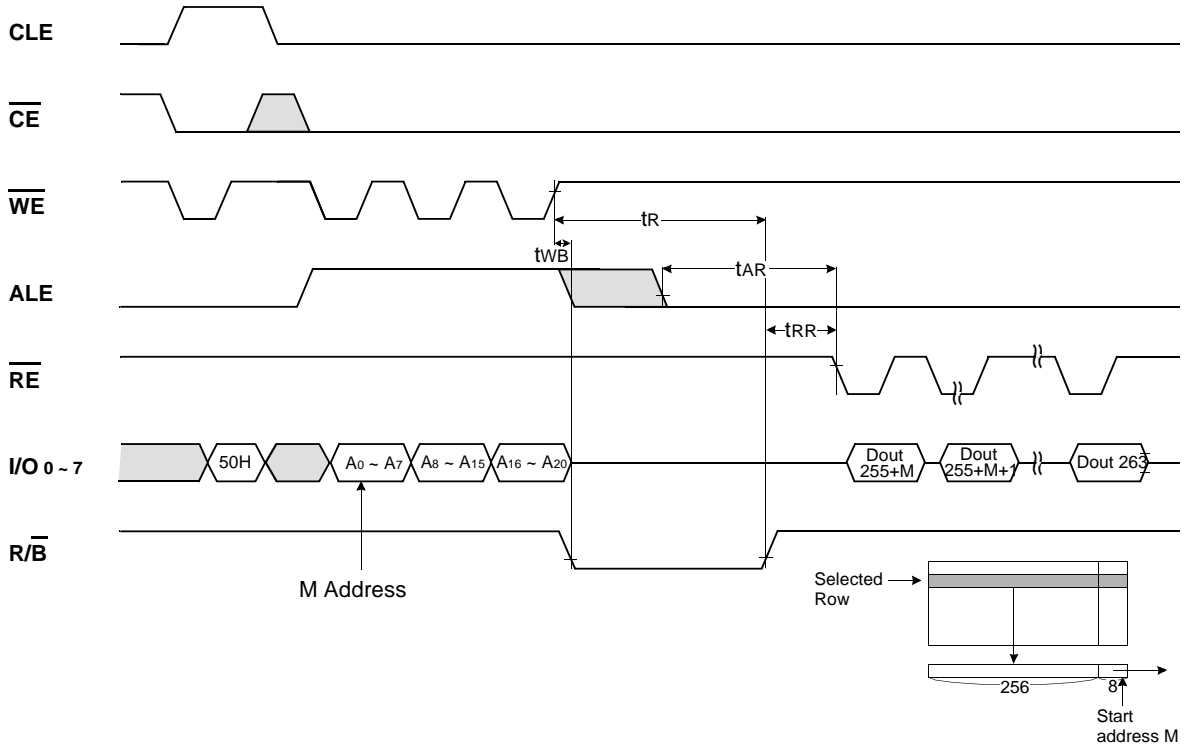 CLE
CE
WE
tR
tWB
ALE
tAR
tRR
RE
I/O 0 ~ 7
50H
A0 ~ A7
A8 ~ A15
A16 ~ A20
Dout
255+M
Dout
255+M+1
Dout 263
R/B
M Address
Selected
Row
256
8
Start
address M